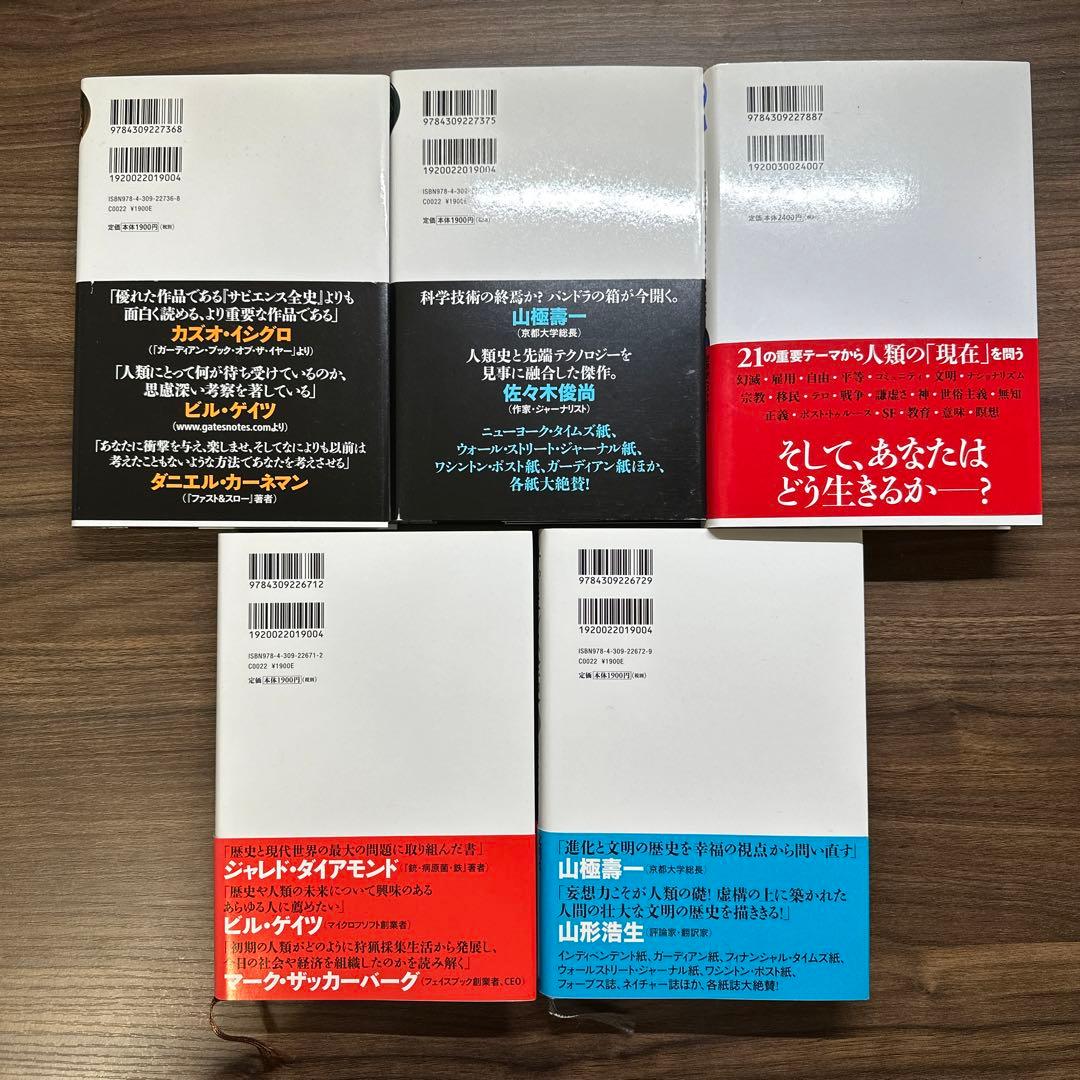 9784309227368
1920022019004
ISBN978-4-309-22736-8
C0022 ¥1900E
定価 本体1900円 (税別)
「優れた作品である『サピエンス全史』よりも
面白く読める、より重要な作品である」
カズオ・イシグロ
(「ガーディアン・ブック・オブ・ザ・イヤー」より)
「人類にとって何が待ち受けているのか、
思慮深い考察を著している」
ビル・ゲイツ
(www.gatesnotes.comより)
「あなたに衝撃を与え、楽しませ、そしてなによりも以前は
考えたこともないような方法であなたを考えさせる」
ダニエル・カーネマン
(『ファスト&スロー』著者)
9784309227375
1920022019004
ISBN978-4-309-
C0022 ¥1900E
定価 本体1900円
科学技術の終焉か?パンドラの箱が今開く。
山極壽一
(京都大学総長)
人類史と先端テクノロジーを
見事に融合した傑作。
佐々木俊尚
(作家・ジャーナリスト)
ニューヨーク・タイムズ紙、
ウォール・ストリート・ジャーナル紙、
ワシントン・ポスト紙、ガーディアン紙ほか、
各紙大絶賛!
9784309227887
1920030024007
定価 本体2400円
21の重要テーマから人類の「現在」を問う
幻滅・雇用・自由・平等・コミュニティ・文明・ナショナリズム
宗教・移民・テロ・戦争・謙虚さ・神・世俗主義・無知
正義・ポスト・トゥルース・SF・教育・意味・瞑想
そして、あなたは
どう生きるか──?
9784309226712
1920022019004
ISBN978-4-309-22671-2
C0022 ¥1900E
定価 本体1900円 (税別)
「歴史と現代世界の最大の問題に取り組んだ書」
ジャレド・ダイアモンド(『銃・病原菌・鉄』著者)
「歴史や人類の未来について興味のある
あらゆる人に薦めたい」
ビル・ゲイツ(マイクロソフト創業者)
「初期の人類がどのように狩猟採集生活から発展し、
今日の社会や経済を組織したのかを読み解く」
マーク・ザッカーバーグ(フェイスブック創業者、CEO)
9784309226729
1920022019004
ISBN978-4-309-22672-9
C0022 ¥1900E
定価 本体1900円 (税別)
「進化と文明の歴史を幸福の視点から問い直す」
山極壽一(京都大学総長)
「妄想力こそが人類の礎!虚構の上に築かれた
人間の壮大な文明の歴史を描ききる!」
山形浩生(評論家・翻訳家)
インディペンデント紙、ガーディアン紙、フィナンシャル・タイムズ紙、
ウォールストリート・ジャーナル紙、ワシントン・ポスト紙、
フォーブス誌、ネイチャー誌ほか、各紙誌大絶賛!